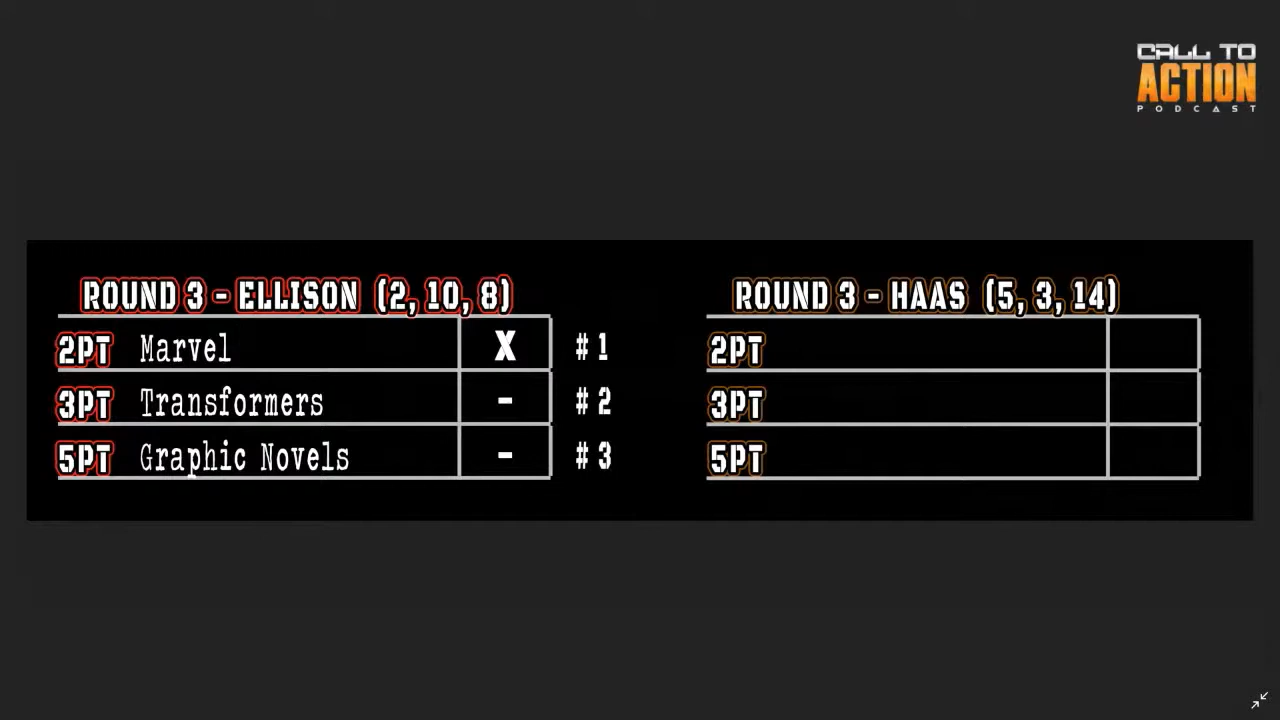 CALL TO
ACTION
PODCAST
ROUND 3 - ELLISON (2, 10, 8)
2PT Marvel X #1
3PT Transformers - #2
5PT Graphic Novels - #3
ROUND 3 - HAAS (5, 3, 14)
2PT
3PT
5PT